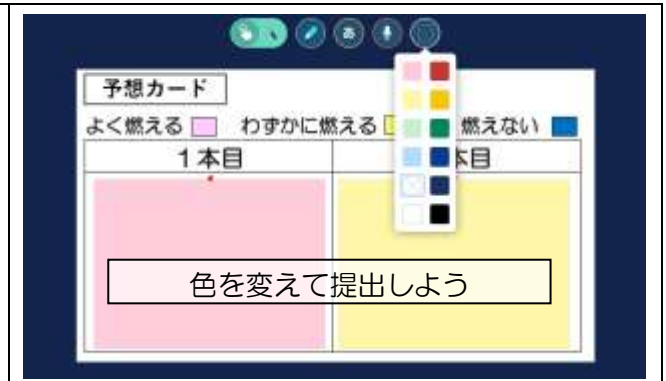 あ
予想カード
よく燃える わずかに燃える 燃えない
1本目 本目
色を変えて提出しよう